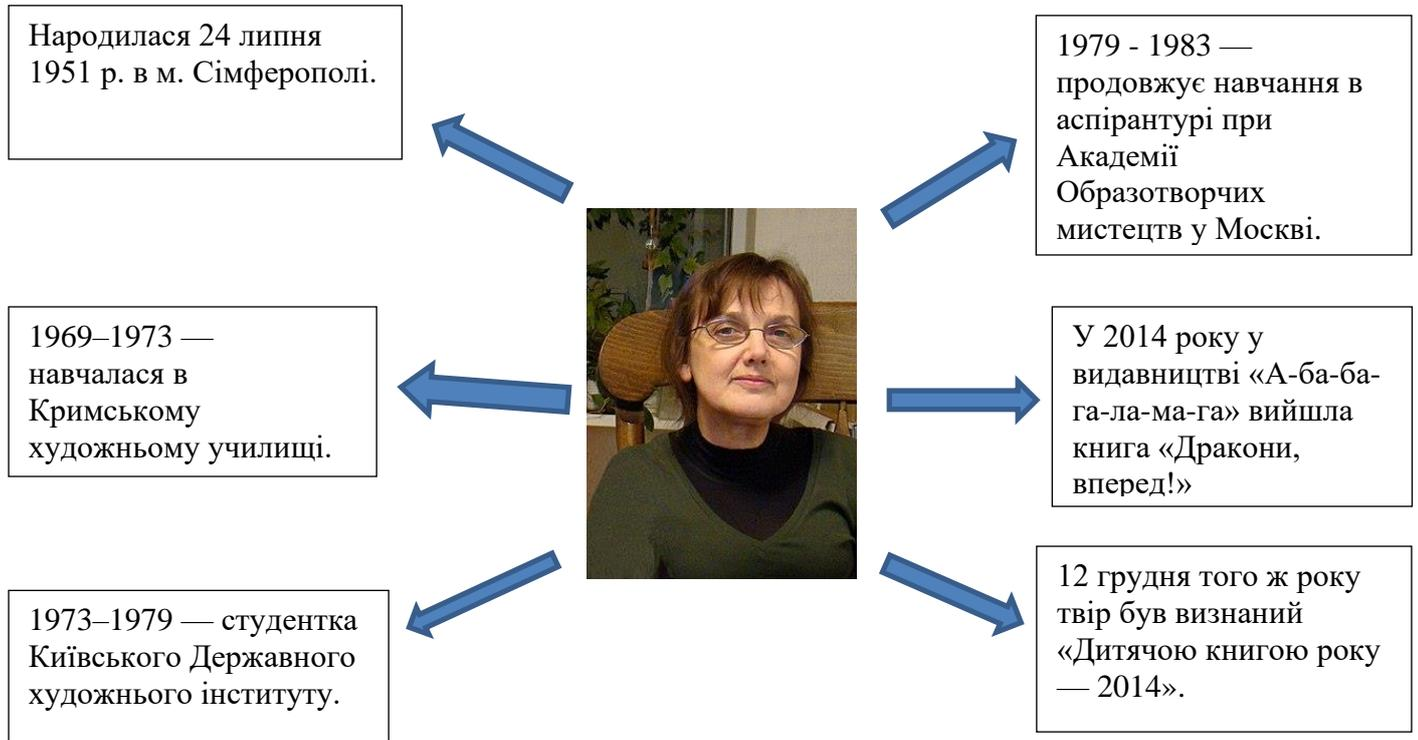 Народилася 24 липня
1951 р. в м. Сімферополі.
1969–1973 —
навчалася в
Кримському
художньому училищі.
1973–1979 — студентка
Київського Державного
художнього інституту.
1979 - 1983 —
продовжує навчання в
аспірантурі при
Академії
Образотворчих
мистецтв у Москві.
У 2014 року у
видавництві «А-ба-ба-
га-ла-ма-га» вийшла
книга «Дракони,
вперед!»
12 грудня того ж року
твір був визнаний
«Дитячою книгою року
— 2014».